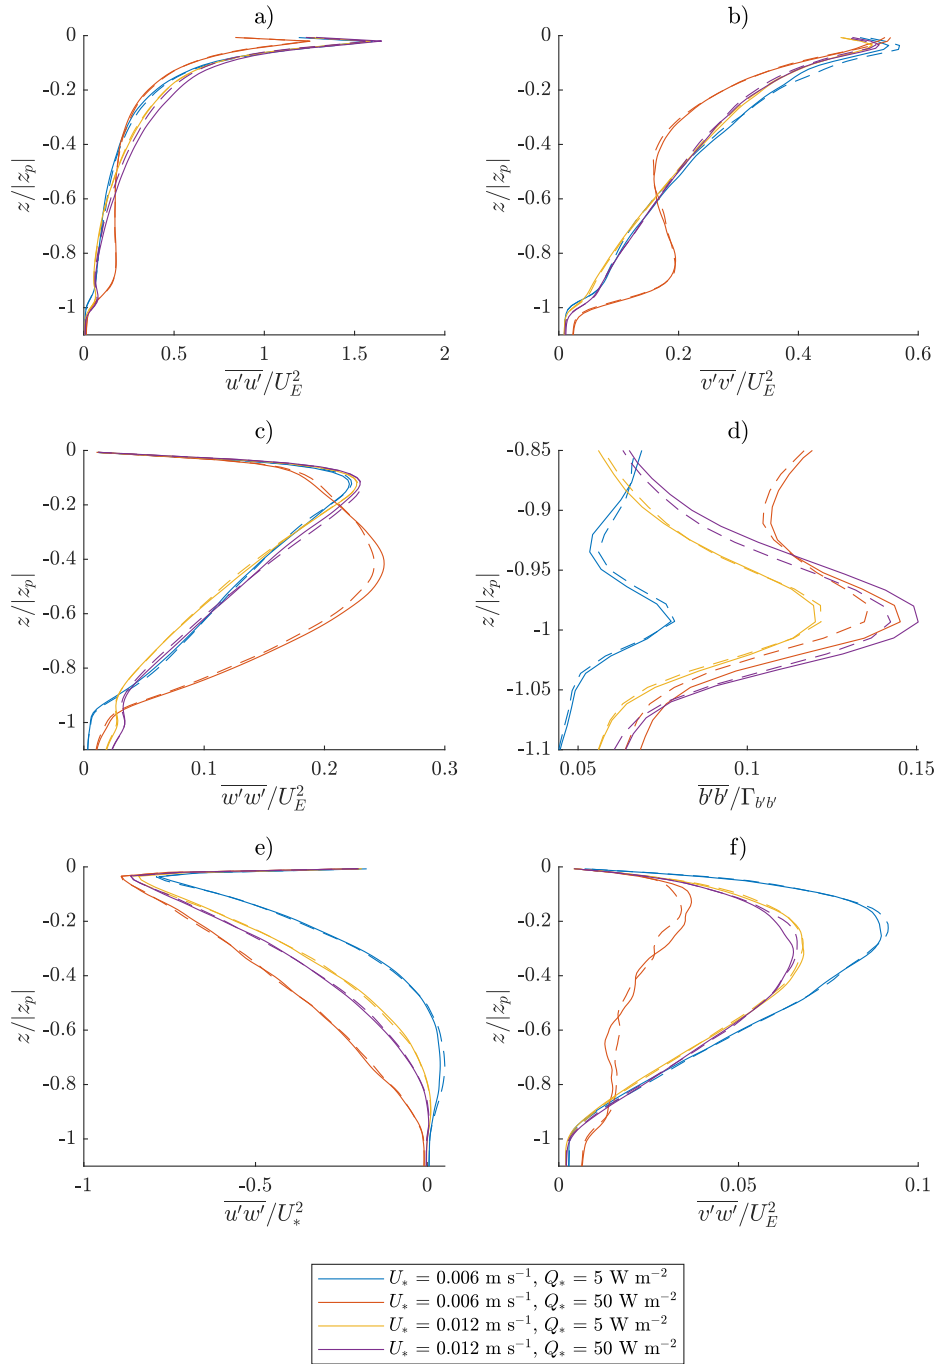 a)
0
-0.2
-0.4
-0.6
-0.8
-1
z/|z_p|
0 0.5 1 1.5 2
\overline{u'u'}/U_E^2
b)
0
-0.2
-0.4
-0.6
-0.8
-1
z/|z_p|
0 0.2 0.4 0.6
\overline{v'v'}/U_E^2
c)
0
-0.2
-0.4
-0.6
-0.8
-1
z/|z_p|
0 0.1 0.2 0.3
\overline{w'w'}/U_E^2
d)
-0.85
-0.9
-0.95
-1
-1.05
-1.1
z/|z_p|
0.05 0.1 0.15
\overline{b'b'}/Γ_{b'b'}
e)
0
-0.2
-0.4
-0.6
-0.8
-1
z/|z_p|
-1 -0.5 0
\overline{u'w'}/U_*^2
f)
0
-0.2
-0.4
-0.6
-0.8
-1
z/|z_p|
0 0.05 0.1
\overline{v'w'}/U_E^2
U_* = 0.006 m s^{-1}, Q_* = 5 W m^{-2}
U_* = 0.006 m s^{-1}, Q_* = 50 W m^{-2}
U_* = 0.012 m s^{-1}, Q_* = 5 W m^{-2}
U_* = 0.012 m s^{-1}, Q_* = 50 W m^{-2}